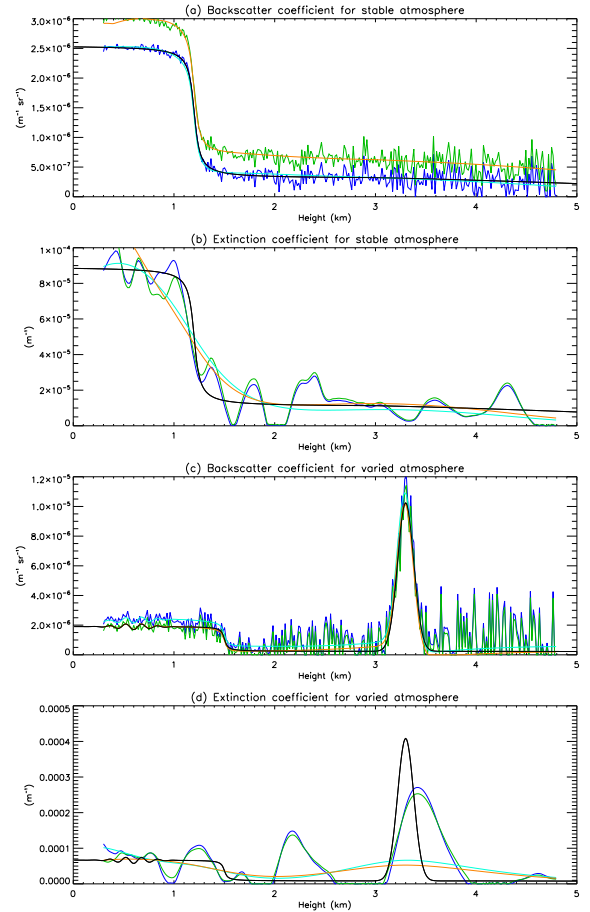 (a) Backscatter coefficient for stable atmosphere
3.0×10⁻⁶
2.5×10⁻⁶
2.0×10⁻⁶
1.5×10⁻⁶
1.0×10⁻⁶
5.0×10⁻⁷
0
(m⁻¹ sr⁻¹)
0 1 2 3 4 5
Height (km)
(b) Extinction coefficient for stable atmosphere
1×10⁻⁴
8×10⁻⁵
6×10⁻⁵
4×10⁻⁵
2×10⁻⁵
0
(m⁻¹)
0 1 2 3 4 5
Height (km)
(c) Backscatter coefficient for varied atmosphere
1.2×10⁻⁵
1.0×10⁻⁵
8.0×10⁻⁶
6.0×10⁻⁶
4.0×10⁻⁶
2.0×10⁻⁶
0
(m⁻¹ sr⁻¹)
0 1 2 3 4 5
Height (km)
(d) Extinction coefficient for varied atmosphere
0.0005
0.0004
0.0003
0.0002
0.0001
0.0000
(m⁻¹)
0 1 2 3 4 5
Height (km)